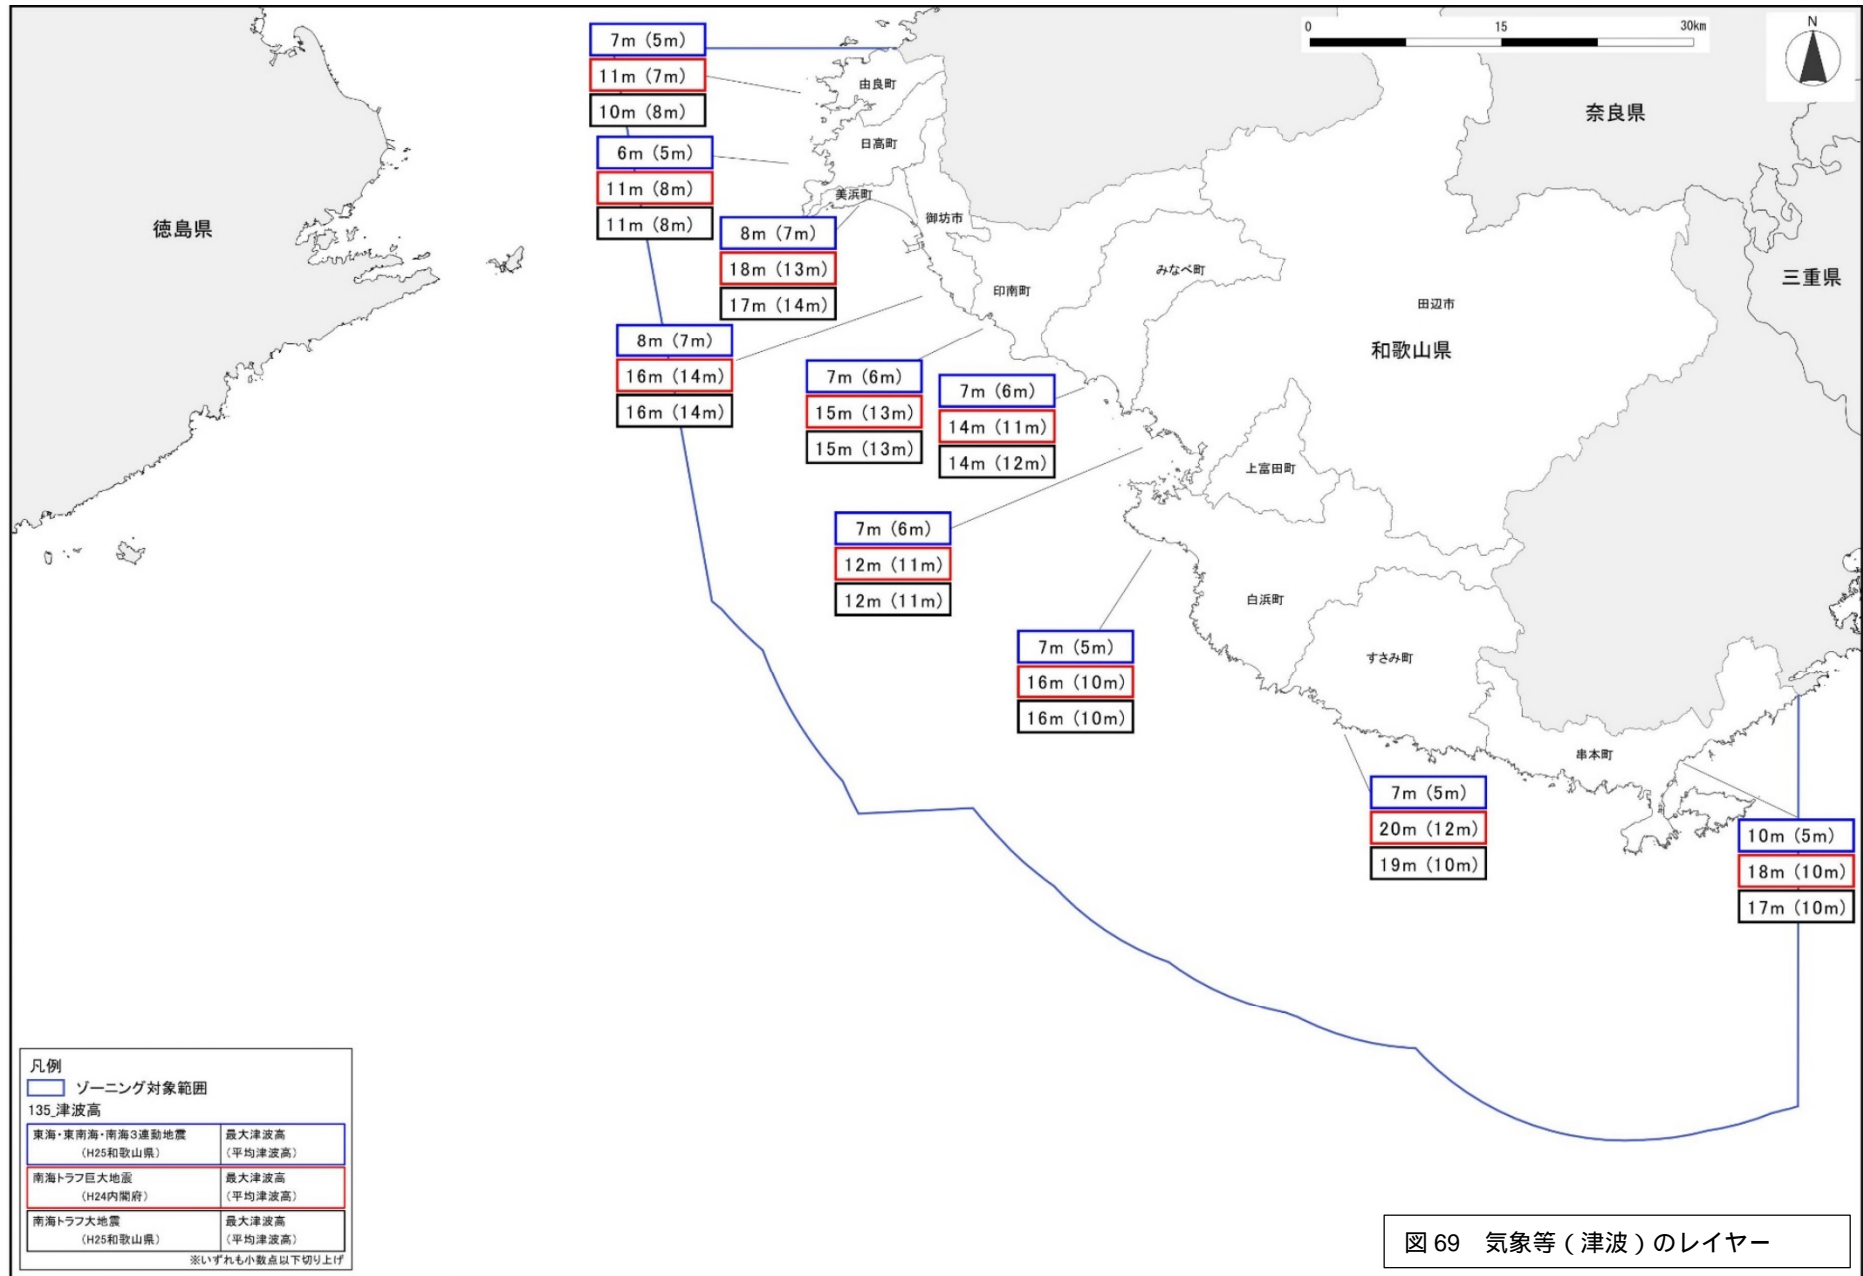 0 15 30km
N
奈良県
三重県
徳島県
和歌山県
由良町
日高町
美浜町
御坊市
印南町
みなべ町
田辺市
上富田町
白浜町
すさみ町
串本町
7m（5m）
11m（7m）
10m（8m）
6m（5m）
11m（8m）
11m（8m）
8m（7m）
18m（13m）
17m（14m）
8m（7m）
16m（14m）
16m（14m）
7m（6m）
15m（13m）
15m（13m）
7m（6m）
14m（11m）
14m（12m）
7m（6m）
12m（11m）
12m（11m）
7m（5m）
16m（10m）
16m（10m）
7m（5m）
20m（12m）
19m（10m）
10m（5m）
18m（10m）
17m（10m）
凡例
ゾーニング対象範囲
135_津波高
東海・東南海・南海3連動地震 最大津波高
（H25和歌山県） （平均津波高）
南海トラフ巨大地震 最大津波高
（H24内閣府） （平均津波高）
南海トラフ大地震 最大津波高
（H25和歌山県） （平均津波高）
※いずれも小数点以下切り上げ
図 69 気象等（津波）のレイヤー